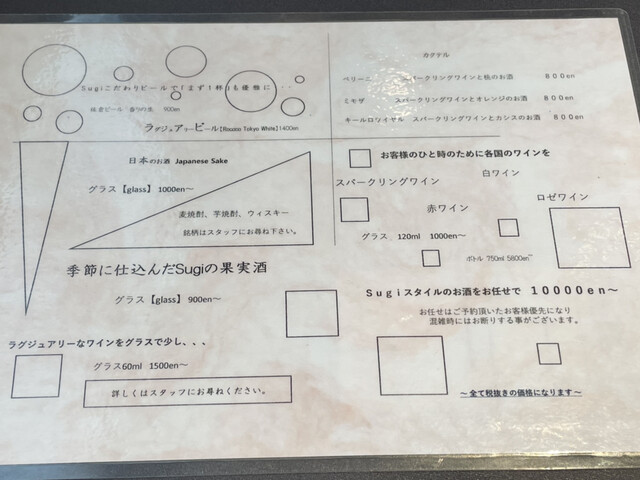 Sugiこだわりビールで「まず1杯」も優雅に・・・
味麦ビール 香りの生 900en
ラグジュアリービール【Rococo Tokyo White】1400en
カクテル
ベリーニ スパークリングワインと桃のお酒 800en
ミモザ スパークリングワインとオレンジのお酒 800en
キールロワイヤル スパークリングワインとカシスのお酒 800en
日本のお酒 Japanese Sake
グラス【glass】 1000en～
麦焼酎、芋焼酎、ウィスキー
銘柄はスタッフにお尋ね下さい。
お客様のひと時のために各国のワインを
白ワイン
スパークリングワイン
ロゼワイン
赤ワイン
グラス 120ml 1000en～
ボトル 750ml 5800en～
季節に仕込んだSugiの果実酒
グラス【glass】 900en～
Sugiスタイルのお酒をお任せで 10000en～
お任せはご予約頂いたお客様優先になり
混雑時にはお断りする事がございます。
ラグジュアリーなワインをグラスで少し、、、
グラス60ml 1500en～
詳しくはスタッフにお尋ねください。
～全て税抜きの価格になります～